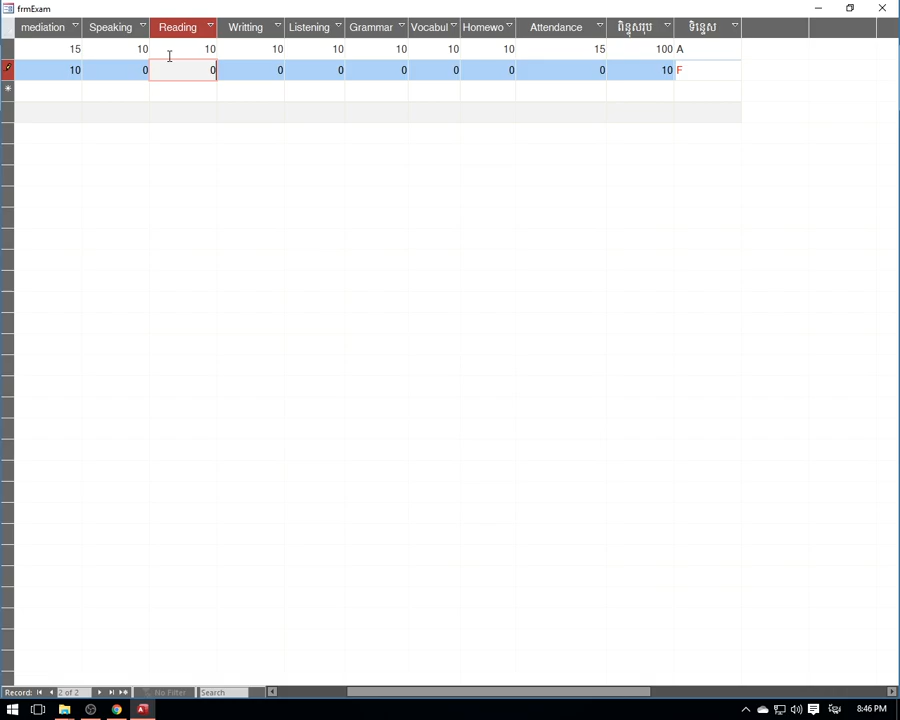 frmExam
mediation Speaking Reading Writting Listening Grammar Vocabul Homewo Attendance ពិន្ទុសរុប និទ្ទេស
15 10 10 10 10 10 10 10 15 100 A
10 0 0 0 0 0 0 0 0 10 F
Record: 2 of 2 No Filter Search
8:46 PM